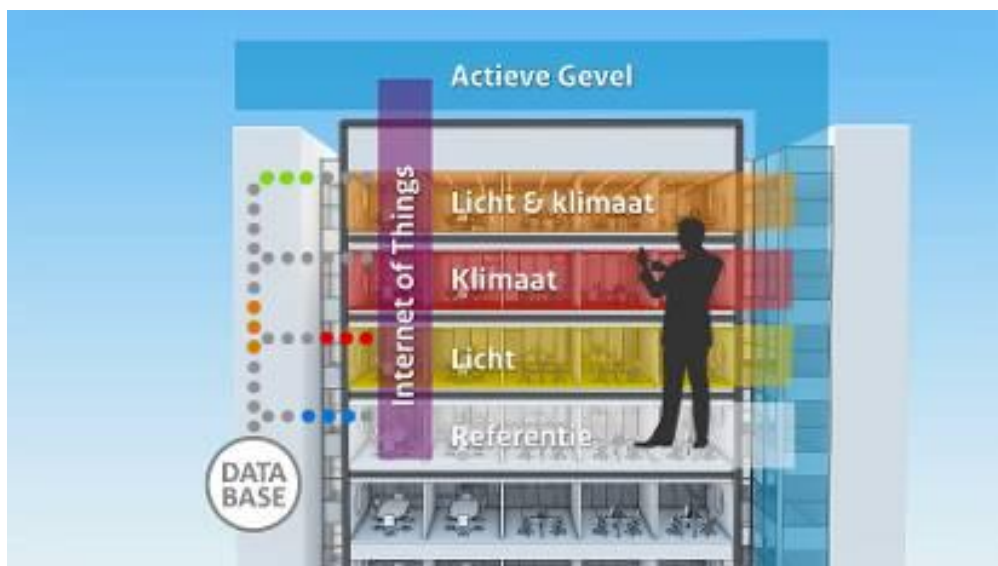 Actieve Gevel
Internet of Things
Licht & klimaat
Klimaat
Licht
Referentie
DATA
BASE